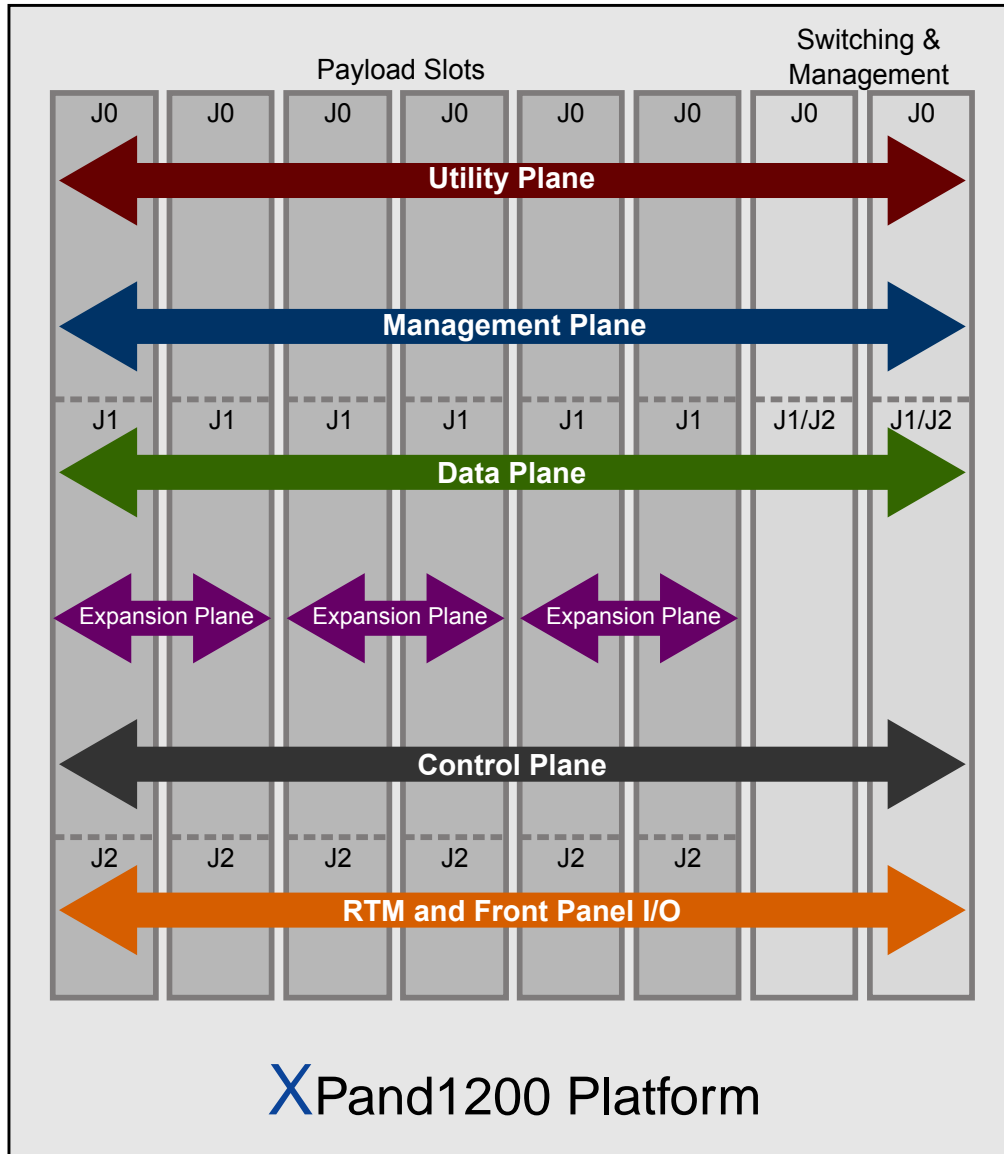 Payload Slots
Switching &
Management
J0 J0 J0 J0 J0 J0 J0 J0
Utility Plane
Management Plane
J1 J1 J1 J1 J1 J1 J1/J2 J1/J2
Data Plane
Expansion Plane Expansion Plane Expansion Plane
Control Plane
J2 J2 J2 J2 J2 J2
RTM and Front Panel I/O
XPand1200 Platform